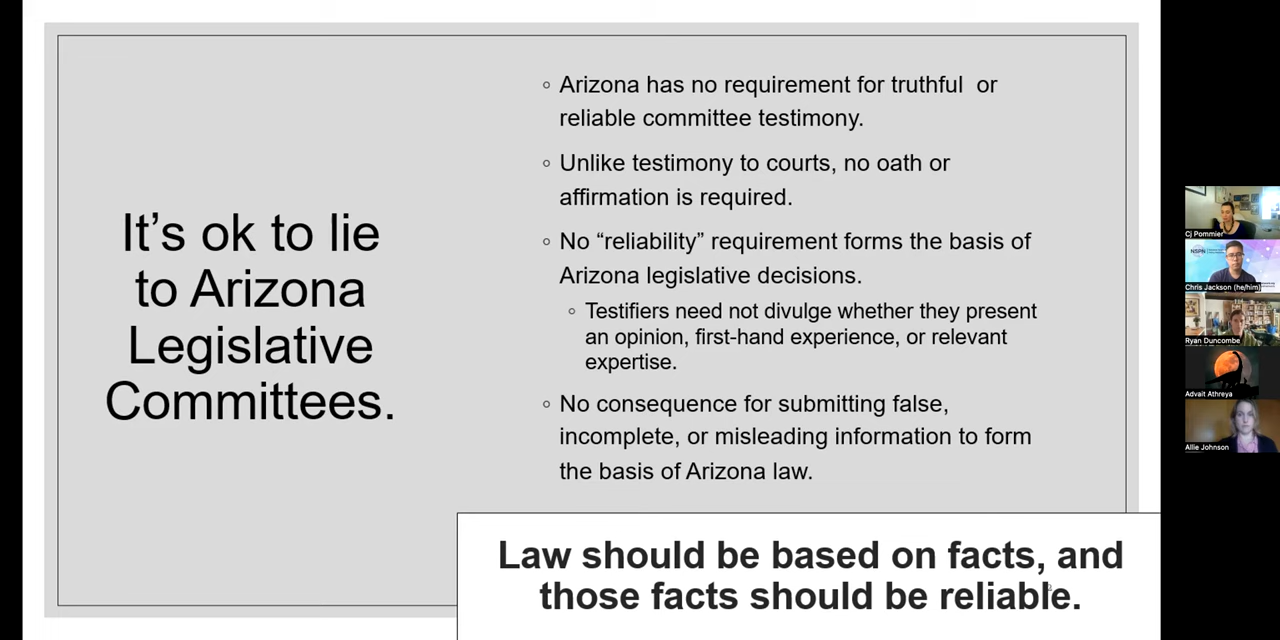 It’s ok to lie
to Arizona
Legislative
Committees.
◦ Arizona has no requirement for truthful  or
reliable committee testimony.
◦ Unlike testimony to courts, no oath or
affirmation is required.
◦ No “reliability” requirement forms the basis of
Arizona legislative decisions.
◦ Testifiers need not divulge whether they present
an opinion, first-hand experience, or relevant
expertise.
◦ No consequence for submitting false,
incomplete, or misleading information to form
the basis of Arizona law.
Law should be based on facts, and
those facts should be reliable.
Cj Pommier
NSPN
Chris Jackson (he/him)
Ryan Duncombe
Advait Athreya
Allie Johnson